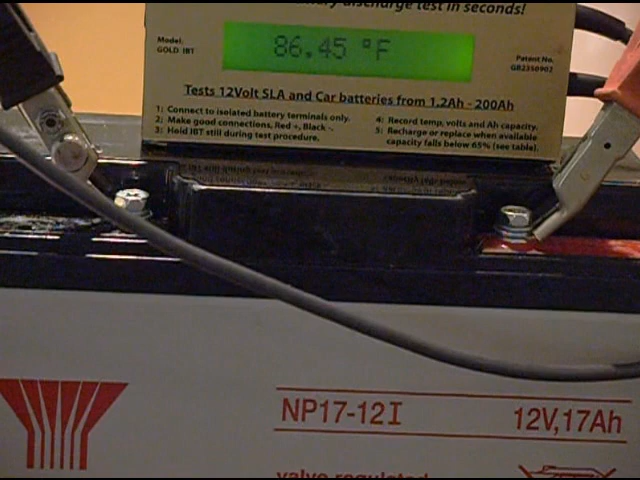 battery discharge test in seconds!
Model:
GOLD IBT
86.45 °F
Patent No.
GB2350902
Tests 12Volt SLA and Car batteries from 1.2Ah - 200Ah
1: Connect to isolated battery terminals only.
2: Make good connections, Red +, Black -.
3: Hold IBT still during test procedure.
4: Record temp, volts and Ah capacity.
5: Recharge or replace when available
capacity falls below 65% (see table).
NP17-12I
12V,17Ah
valve regulated